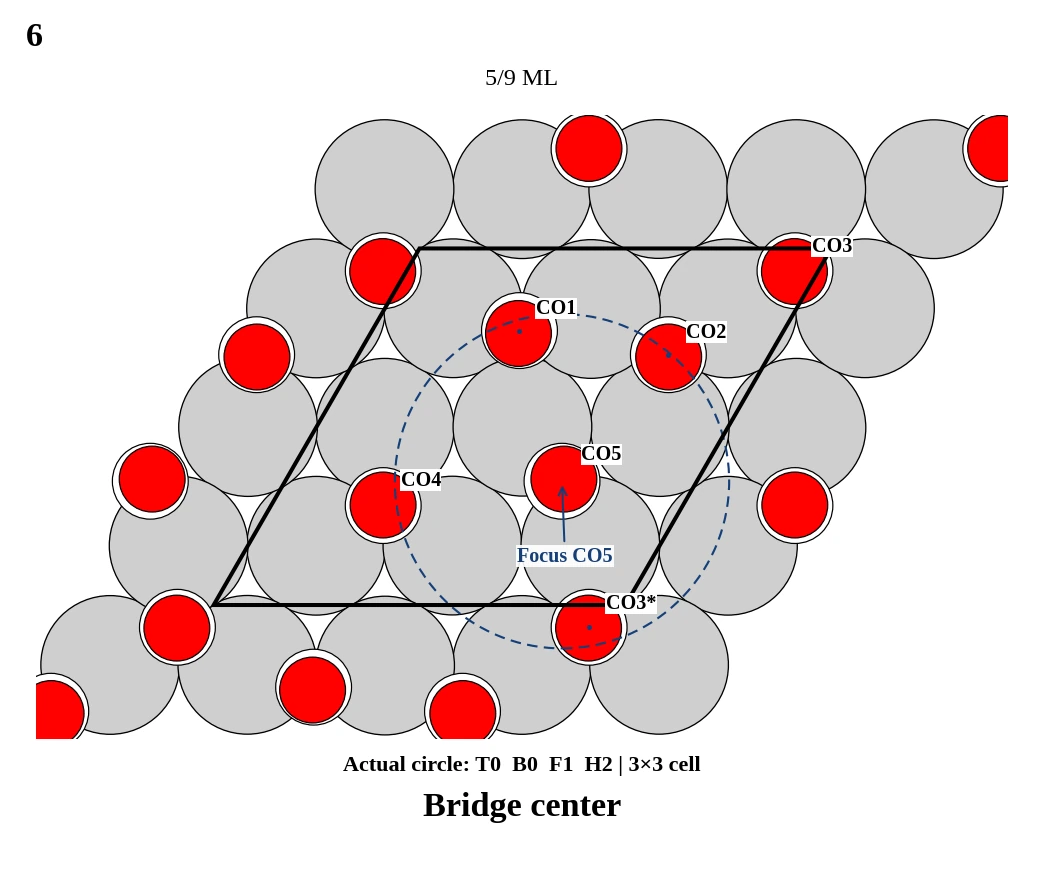 6
5/9 ML
CO3
CO1
CO2
CO5
CO4
Focus CO5
CO3*
Actual circle: T0 B0 F1 H2 | 3×3 cell
Bridge center